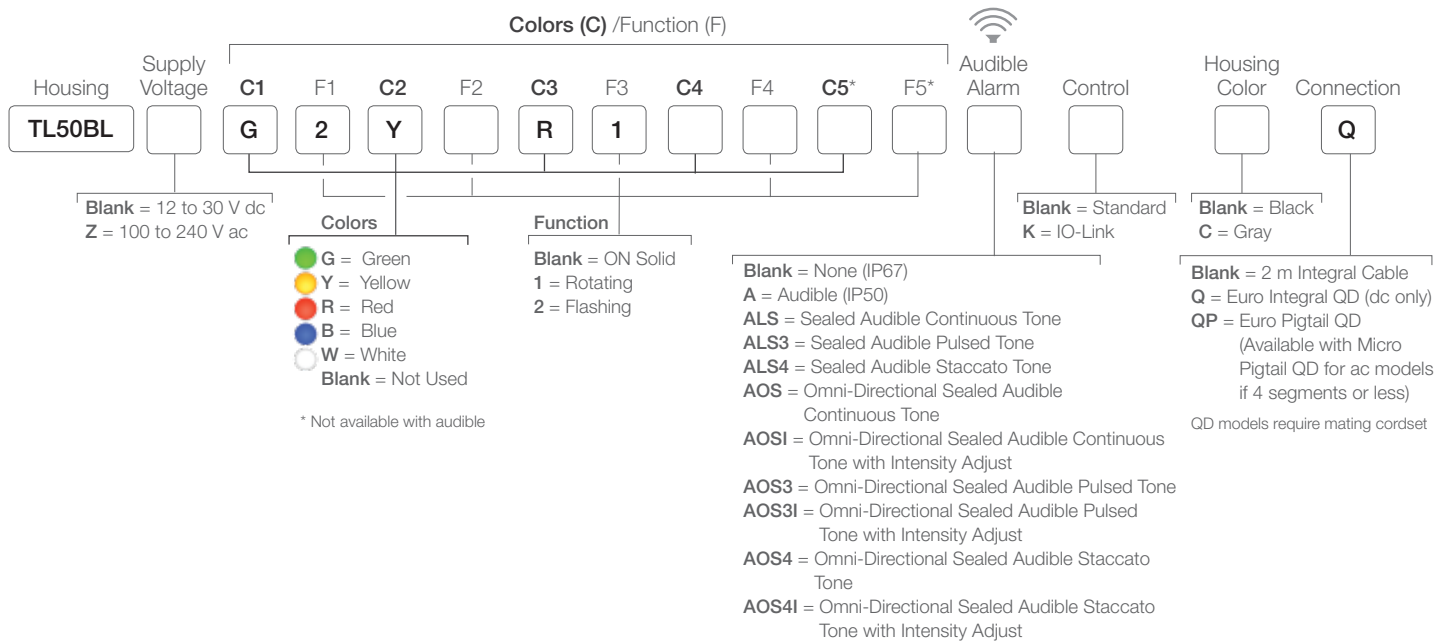 Colors (C) /Function (F)
Housing
Supply
Voltage
C1
F1
C2
F2
C3
F3
C4
F4
C5*
F5*
Audible
Alarm
Control
Housing
Color
Connection
TL50BL
G
2
Y
R
1
Q
Blank = 12 to 30 V dc
Z = 100 to 240 V ac
Colors
G = Green
Y = Yellow
R = Red
B = Blue
W = White
Blank = Not Used
* Not available with audible
Function
Blank = ON Solid
1 = Rotating
2 = Flashing
Blank = None (IP67)
A = Audible (IP50)
ALS = Sealed Audible Continuous Tone
ALS3 = Sealed Audible Pulsed Tone
ALS4 = Sealed Audible Staccato Tone
AOS = Omni-Directional Sealed Audible
Continuous Tone
AOSI = Omni-Directional Sealed Audible Continuous
Tone with Intensity Adjust
AOS3 = Omni-Directional Sealed Audible Pulsed Tone
AOS3I = Omni-Directional Sealed Audible Pulsed
Tone with Intensity Adjust
AOS4 = Omni-Directional Sealed Audible Staccato
Tone
AOS4I = Omni-Directional Sealed Audible Staccato
Tone with Intensity Adjust
Blank = Standard
K = IO-Link
Blank = Black
C = Gray
Blank = 2 m Integral Cable
Q = Euro Integral QD (dc only)
QP = Euro Pigtail QD
(Available with Micro
Pigtail QD for ac models
if 4 segments or less)
QD models require mating cordset